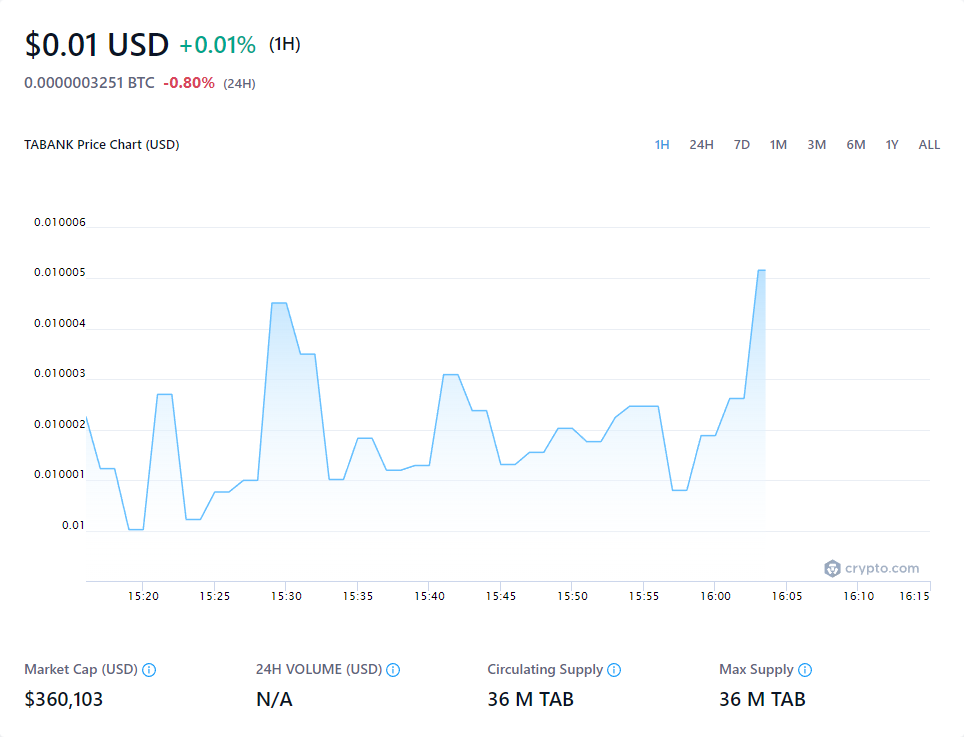 $0.01 USD +0.01% (1H)
0.0000003251 BTC -0.80% (24H)
TABANK Price Chart (USD) 1H 24H 7D 1M 3M 6M 1Y ALL
0.010006
0.010005
0.010004
0.010003
0.010002
0.010001
0.01
crypto.com
15:20 15:25 15:30 15:35 15:40 15:45 15:50 15:55 16:00 16:05 16:10 16:15
Market Cap (USD) 24H VOLUME (USD) Circulating Supply Max Supply
$360,103 N/A 36 M TAB 36 M TAB